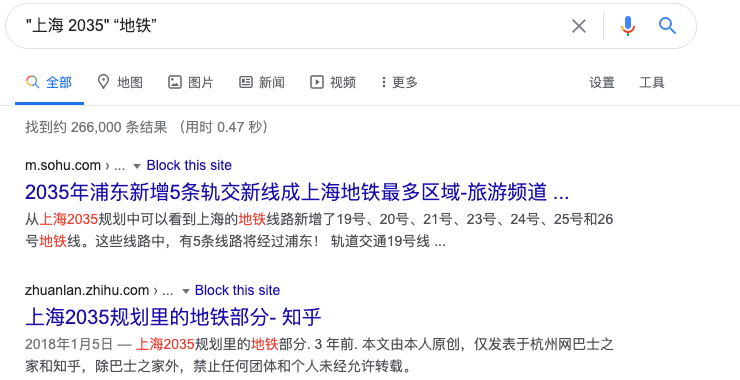 "上海 2035" “地铁”
全部 地图 图片 新闻 视频 更多 设置 工具
找到约 266,000 条结果 （用时 0.47 秒）
m.sohu.com › ... Block this site
2035年浦东新增5条轨交新线成上海地铁最多区域-旅游频道 ...
从上海2035规划中可以看到上海的地铁线路新增了19号、20号、21号、23号、24号、25号和26
号地铁线。这些线路中，有5条线路将经过浦东！ 轨道交通19号线 ...
zhuanlan.zhihu.com › ... Block this site
上海2035规划里的地铁部分- 知乎
2018年1月5日 — 上海2035规划里的地铁部分. 3 年前. 本文由本人原创，仅发表于杭州网巴士之
家和知乎，除巴士之家外，禁止任何团体和个人未经允许转载。